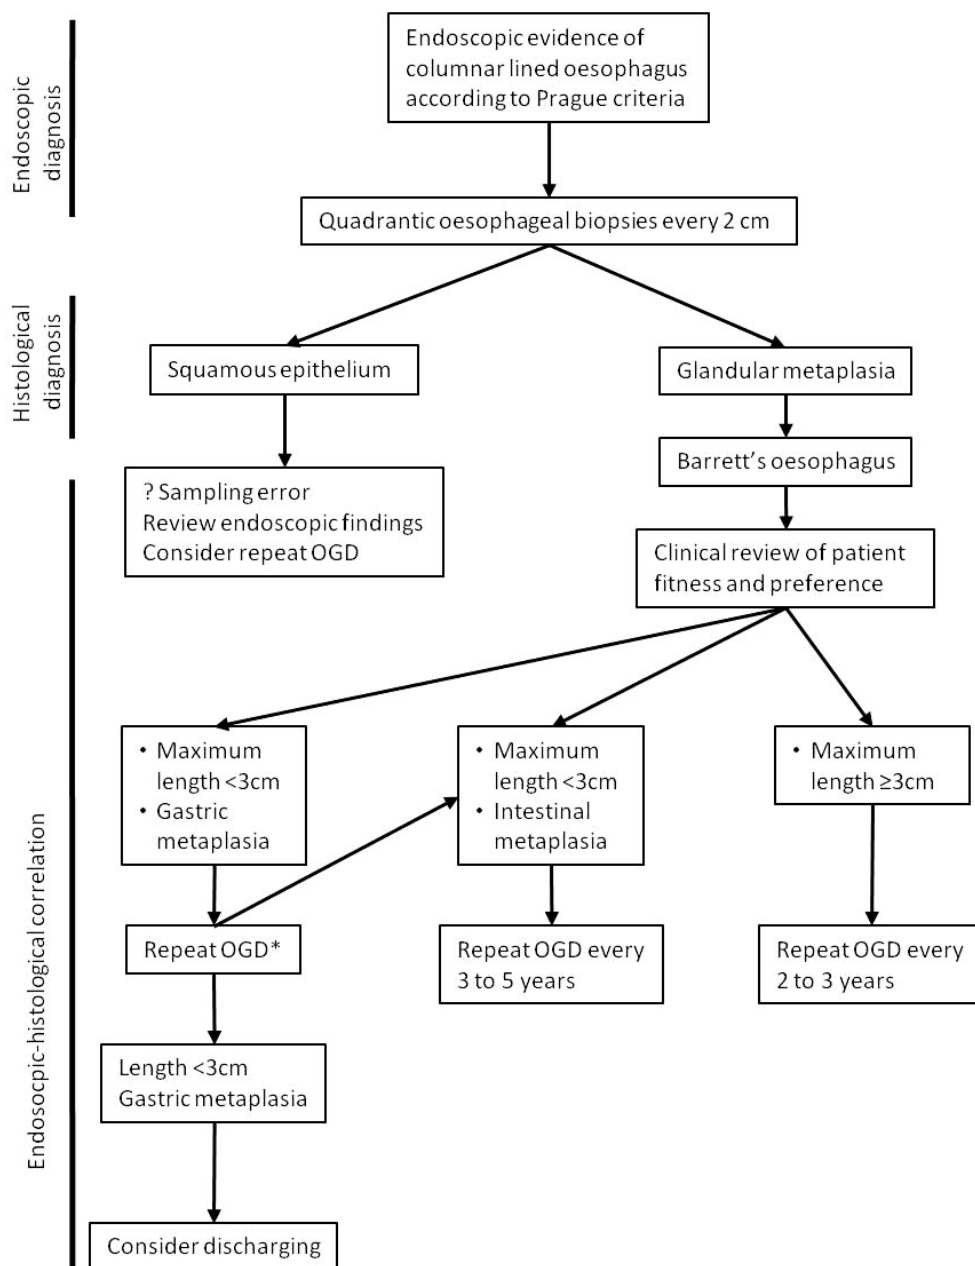 Endoscopic
diagnosis
Endoscopic evidence of
columnar lined oesophagus
according to Prague criteria
Quadrantic oesophageal biopsies every 2 cm
Histological
diagnosis
Squamous epithelium
Glandular metaplasia
Barrett’s oesophagus
? Sampling error
Review endoscopic findings
Consider repeat OGD
Clinical review of patient
fitness and preference
Endosocpic-histological correlation
• Maximum
length <3cm
• Gastric
metaplasia
• Maximum
length <3cm
• Intestinal
metaplasia
• Maximum
length ≥3cm
Repeat OGD*
Repeat OGD every
3 to 5 years
Repeat OGD every
2 to 3 years
Length <3cm
Gastric metaplasia
Consider discharging